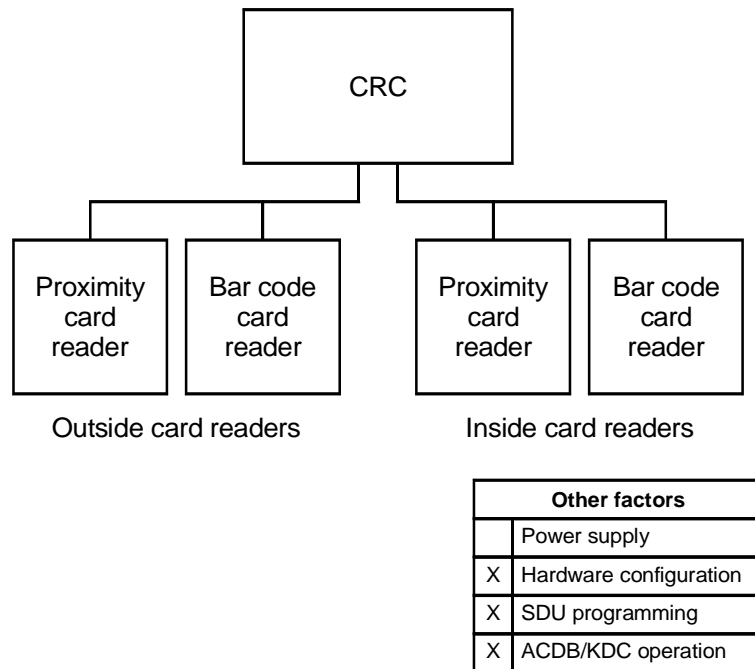 CRC
Proximity
card
reader
Bar code
card
reader
Proximity
card
reader
Bar code
card
reader
Outside card readers
Inside card readers
Other factors
Power supply
X Hardware configuration
X SDU programming
X ACDB/KDC operation